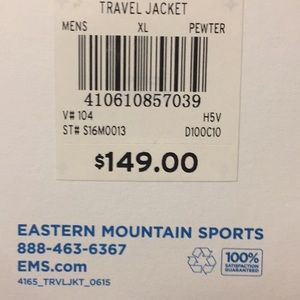 TRAVEL JACKET
MENS XL PEWTER
410610857039
V# 104 H5V
ST# S16M0013 D100C10
$149.00
EASTERN MOUNTAIN SPORTS
888-463-6367
EMS.com
100%
SATISFACTION
GUARANTEED
4165_TRVLJKT_0615